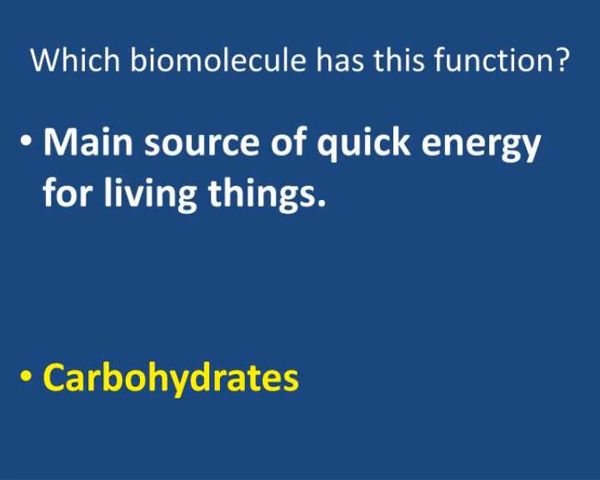 Which biomolecule has this function?
• Main source of quick energy
for living things.
• Carbohydrates